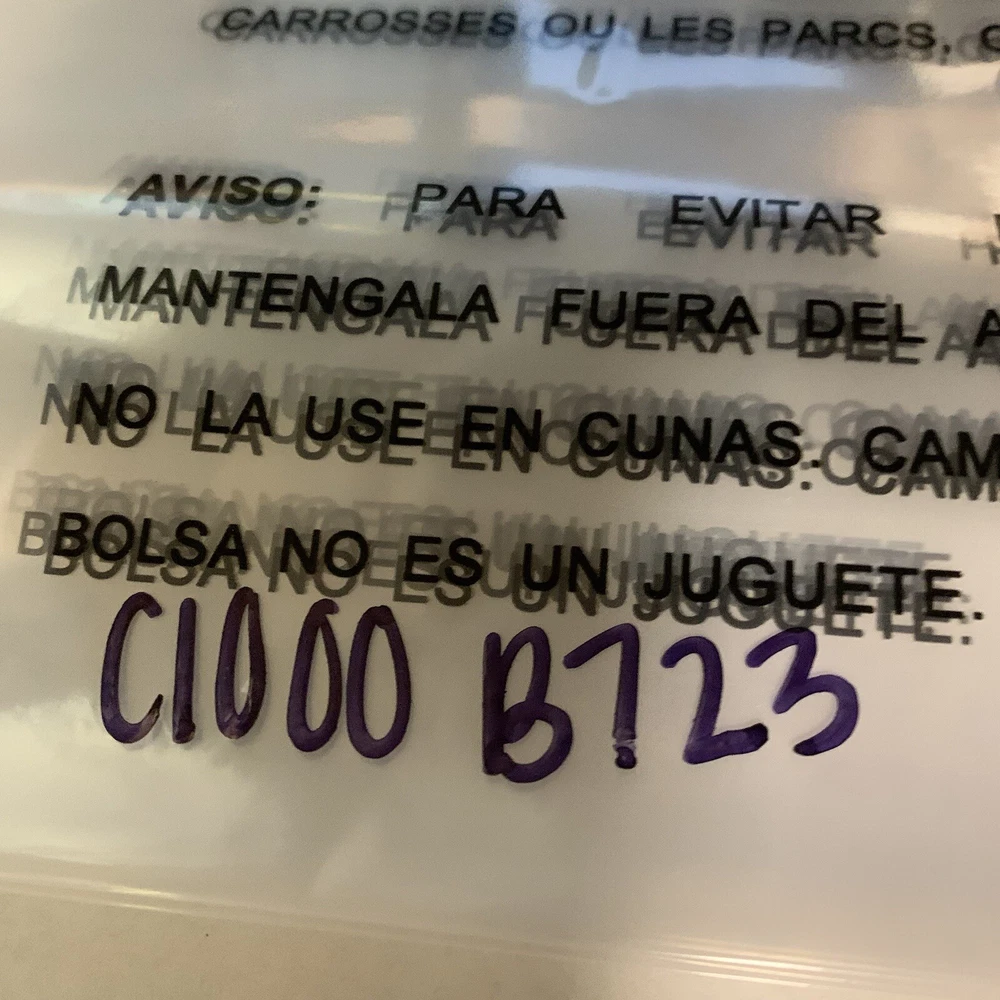 CARROSSES OU LES PARCS,
AVISO: PARA EVITAR
MANTENGALA FUERA DEL
NO LA USE EN CUNAS. CAM
BOLSA NO ES UN JUGUETE.
C1000 B723